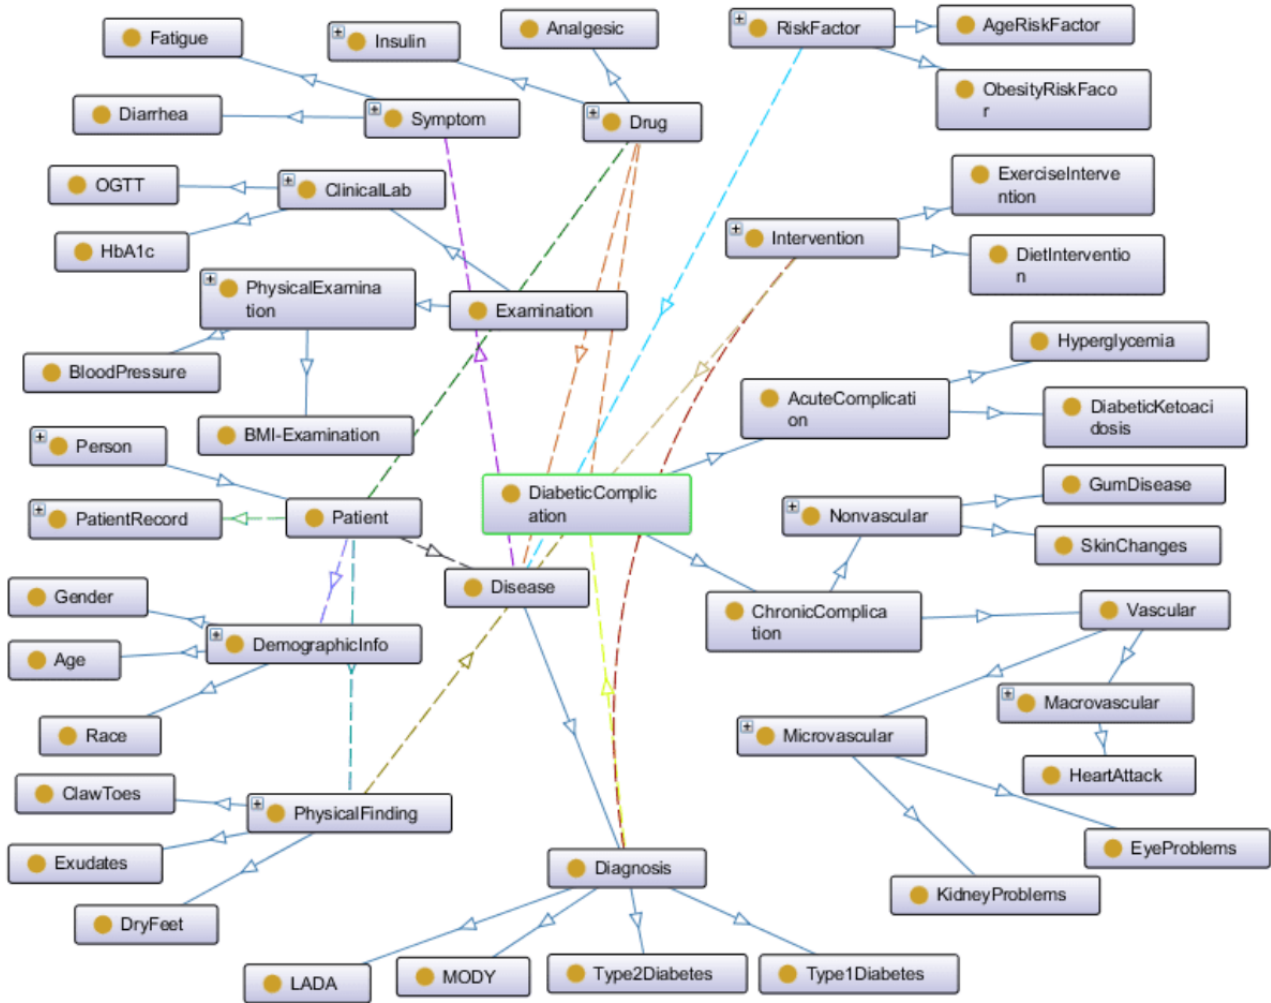 Fatigue
Insulin
Analgesic
RiskFactor
AgeRiskFactor
ObesityRiskFaco
r
Diarrhea
Symptom
Drug
OGTT
ClinicalLab
ExerciseInterve
ntion
HbA1c
Intervention
DietInterventio
n
PhysicalExamina
tion
Examination
BloodPressure
Hyperglycemia
AcuteComplicati
on
DiabeticKetoaci
dosis
BMI-Examination
Person
GumDisease
DiabeticComplic
ation
PatientRecord
Patient
Nonvascular
SkinChanges
Disease
Gender
ChronicComplica
tion
Vascular
DemographicInfo
Age
Macrovascular
Race
Microvascular
HeartAttack
ClawToes
PhysicalFinding
EyeProblems
Exudates
Diagnosis
KidneyProblems
DryFeet
LADA
MODY
Type2Diabetes
Type1Diabetes